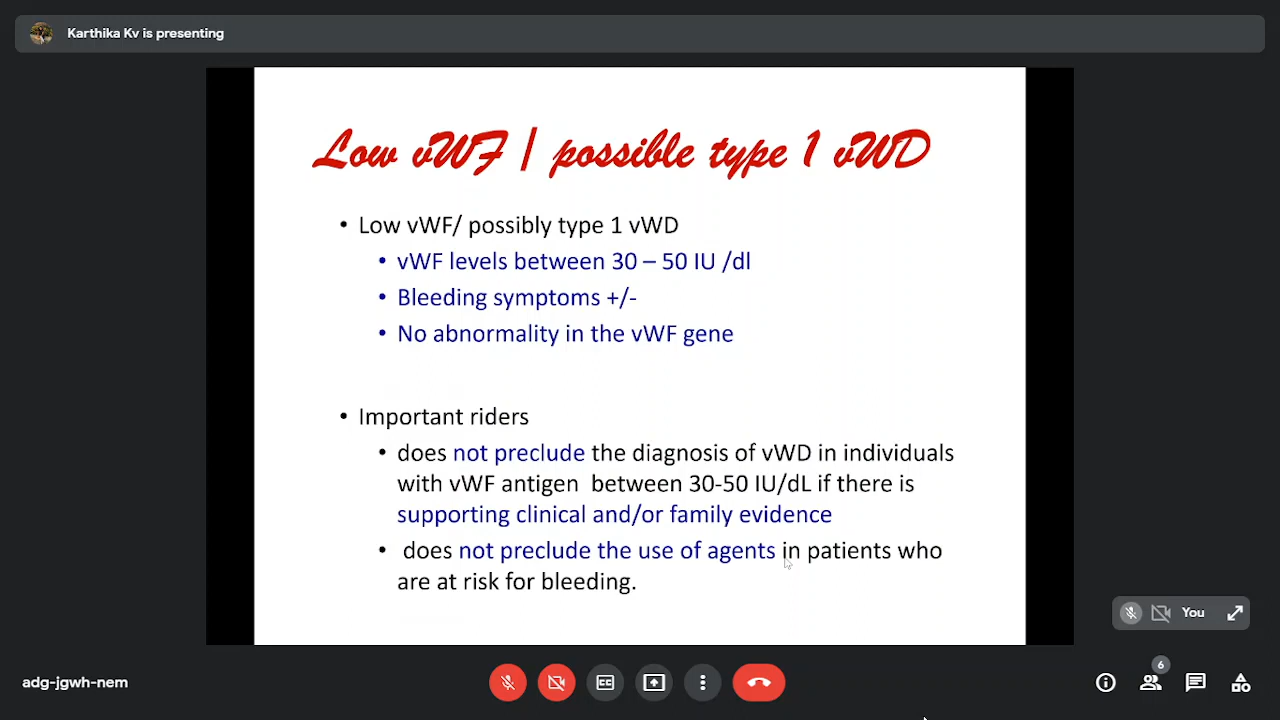 Karthika Kv is presenting
Low vWF / possible type 1 vWD
• Low vWF/ possibly type 1 vWD
• vWF levels between 30 – 50 IU /dl
• Bleeding symptoms +/-
• No abnormality in the vWF gene
• Important riders
• does not preclude the diagnosis of vWD in individuals
with vWF antigen between 30-50 IU/dL if there is
supporting clinical and/or family evidence
• does not preclude the use of agents in patients who
are at risk for bleeding.
You
adg-jgwh-nem
CC
6